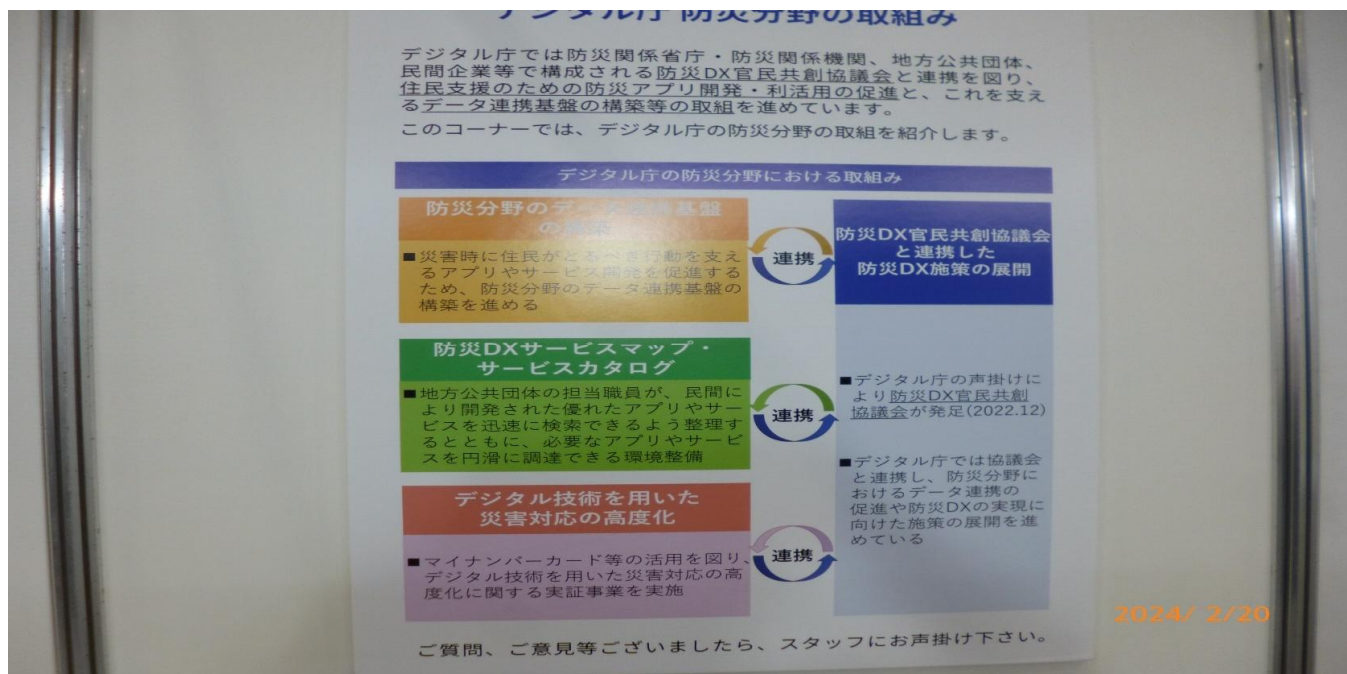 デジタル庁 防災分野の取組み
デジタル庁では防災関係省庁・防災関係機関、地方公共団体、
民間企業等で構成される防災DX官民共創協議会と連携を図り、
住民支援のための防災アプリ開発・利活用の促進と、これを支え
るデータ連携基盤の構築等の取組を進めています。
このコーナーでは、デジタル庁の防災分野の取組を紹介します。
デジタル庁の防災分野における取組み
防災分野のデータ連携基盤
の構築
■災害時に住民がとるべき行動を支え
るアプリやサービス開発を促進する
ため、防災分野のデータ連携基盤の
構築を進める
連携
防災DXサービスマップ・
サービスカタログ
■地方公共団体の担当職員が、民間に
より開発された優れたアプリやサー
ビスを迅速に検索できるよう整理す
るとともに、必要なアプリやサービ
スを円滑に調達できる環境整備
連携
デジタル技術を用いた
災害対応の高度化
■マイナンバーカード等の活用を図り、
デジタル技術を用いた災害対応の高
度化に関する実証事業を実施
連携
防災DX官民共創協議会
と連携した
防災DX施策の展開
■デジタル庁の声掛けに
より防災DX官民共創
協議会が発足(2022.12)
■デジタル庁では協議会
と連携し、防災分野に
おけるデータ連携の
促進や防災DXの実現に
向けた施策の展開を進
めている
ご質問、ご意見等ございましたら、スタッフにお声掛け下さい。
2024/ 2/20